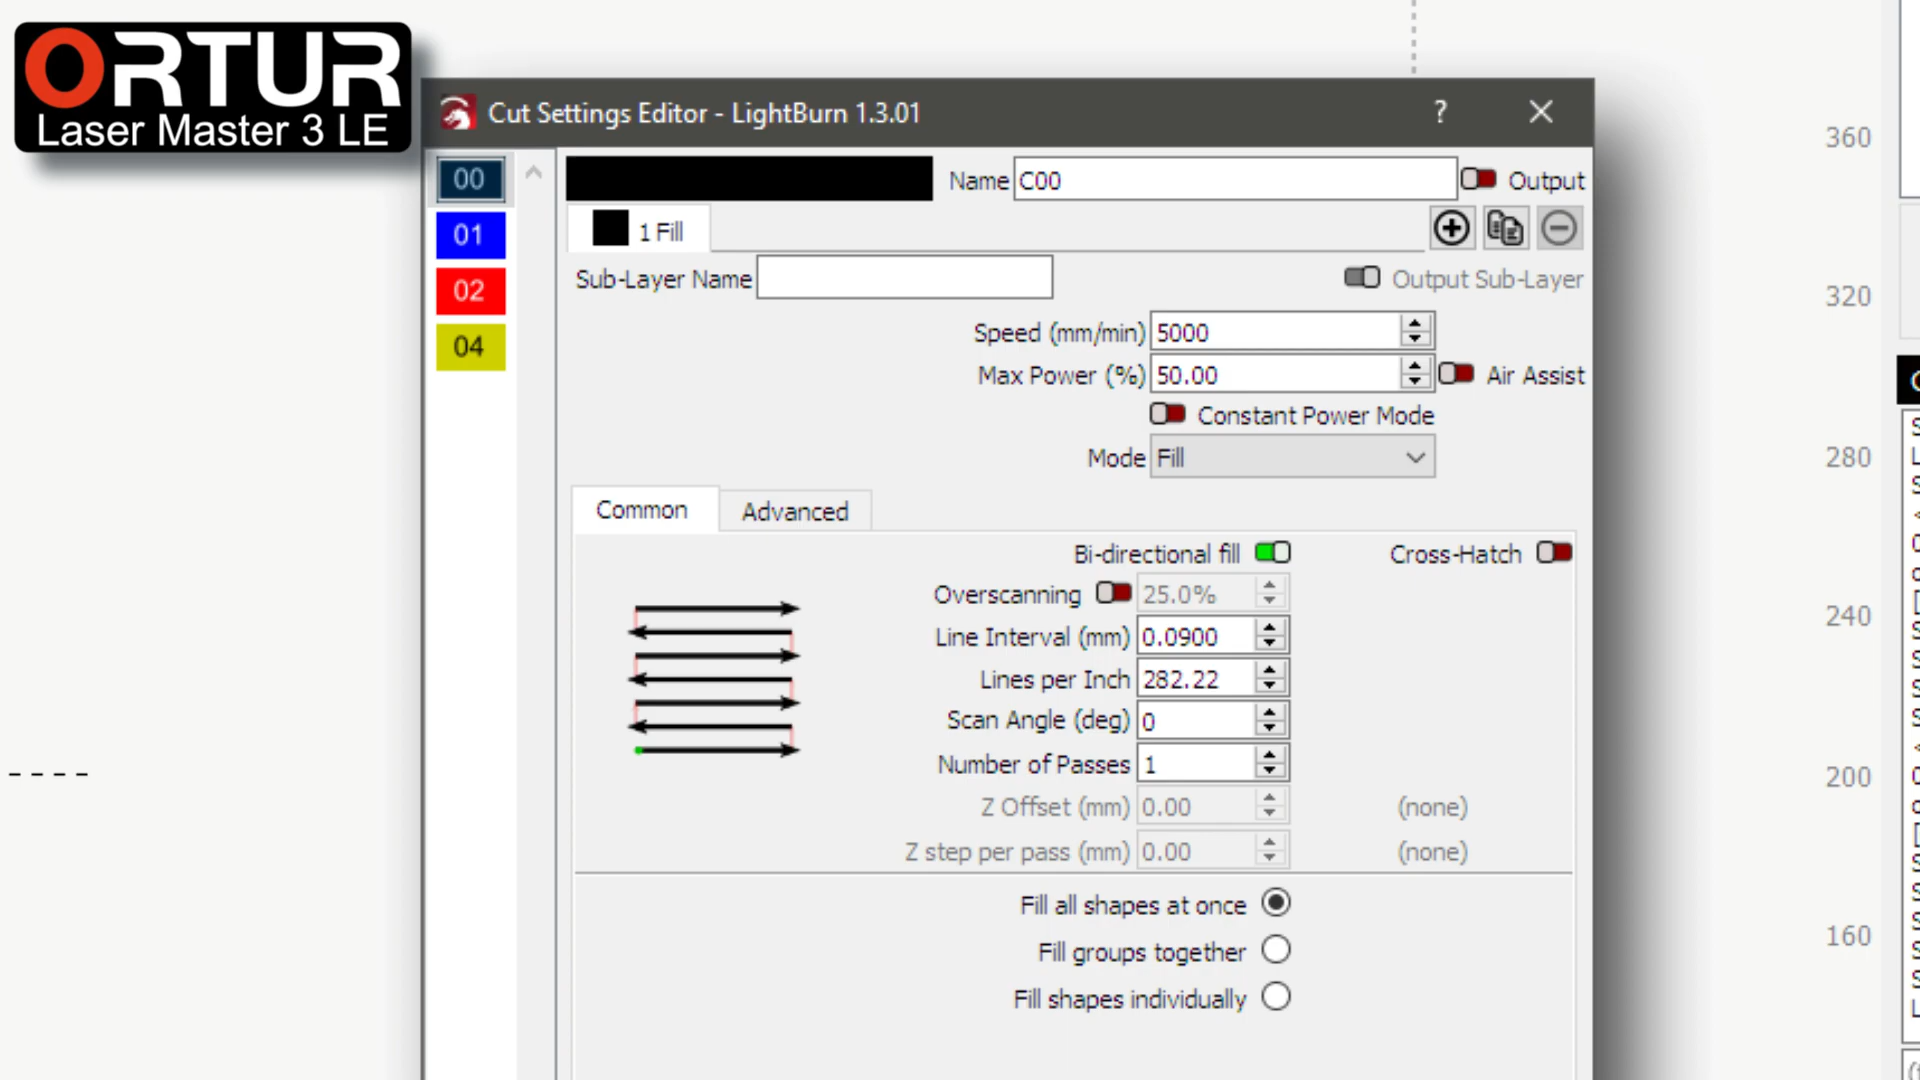 ORTUR
Laser Master 3 LE
Cut Settings Editor - LightBurn 1.3.01
?
00
01
02
04
Name C00 Output
1 Fill
Sub-Layer Name Output Sub-Layer
Speed (mm/min) 5000
Max Power (%) 50.00 Air Assist
Constant Power Mode
Mode Fill
Common Advanced
Bi-directional fill Cross-Hatch
Overscanning 25.0%
Line Interval (mm) 0.0900
Lines per Inch 282.22
Scan Angle (deg) 0
Number of Passes 1
Z Offset (mm) 0.00 (none)
Z step per pass (mm) 0.00 (none)
Fill all shapes at once
Fill groups together
Fill shapes individually
360
320
280
240
200
160